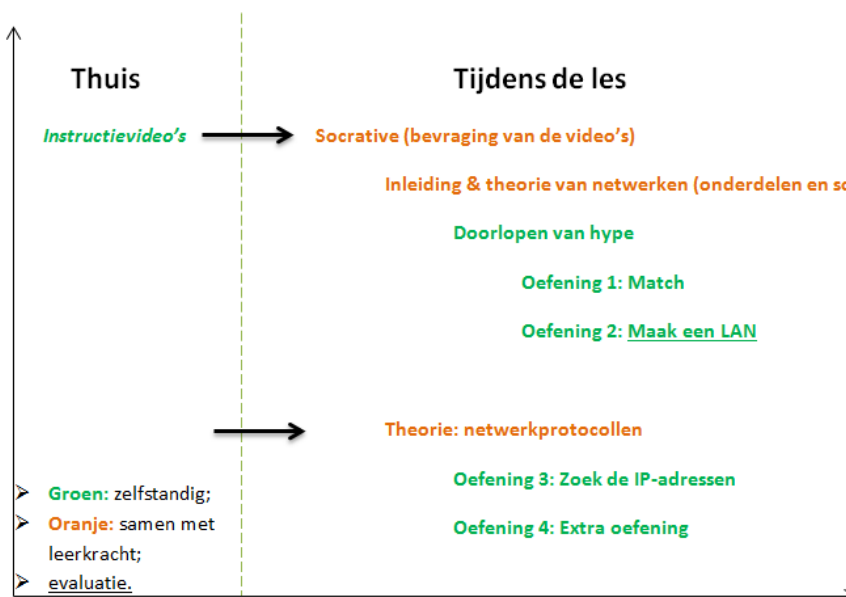 Thuis
Tijdens de les
Instructievideo's
Socrative (bevraging van de video's)
Inleiding & theorie van netwerken (onderdelen en
Doorlopen van hype
Oefening 1: Match
Oefening 2: Maak een LAN
Theorie: netwerkprotocollen
Oefening 3: Zoek de IP-adressen
Oefening 4: Extra oefening
Groen: zelfstandig;
Oranje: samen met
leerkracht;
evaluatie.